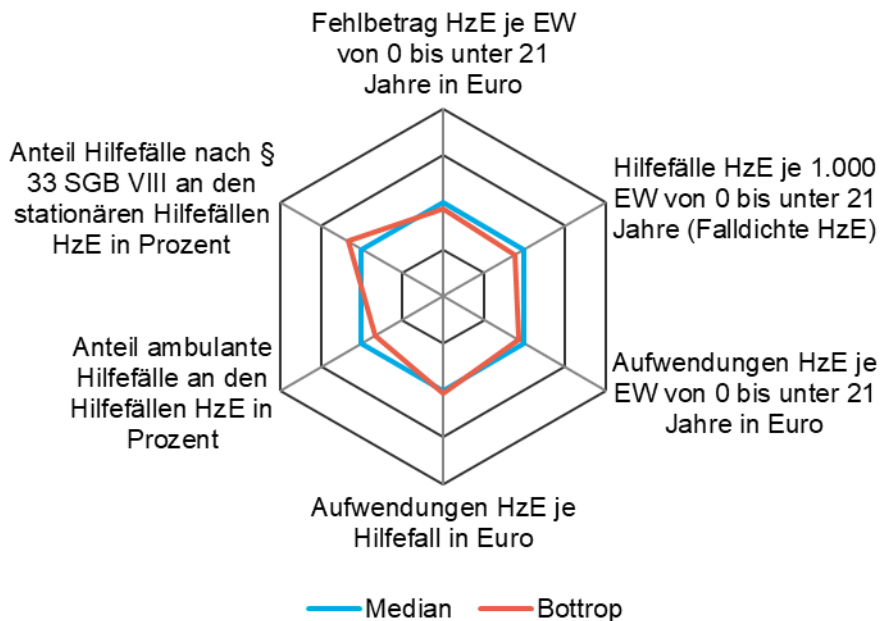 Fehlbetrag HzE je EW
von 0 bis unter 21
Jahre in Euro
Hilfefälle HzE je 1.000
EW von 0 bis unter 21
Jahre (Falldichte HzE)
Aufwendungen HzE je
EW von 0 bis unter 21
Jahre in Euro
Aufwendungen HzE je
Hilfefall in Euro
Anteil ambulante
Hilfefälle an den
Hilfefällen HzE in
Prozent
Anteil Hilfefälle nach §
33 SGB VIII an den
stationären Hilfefällen
HzE in Prozent
Median
Bottrop